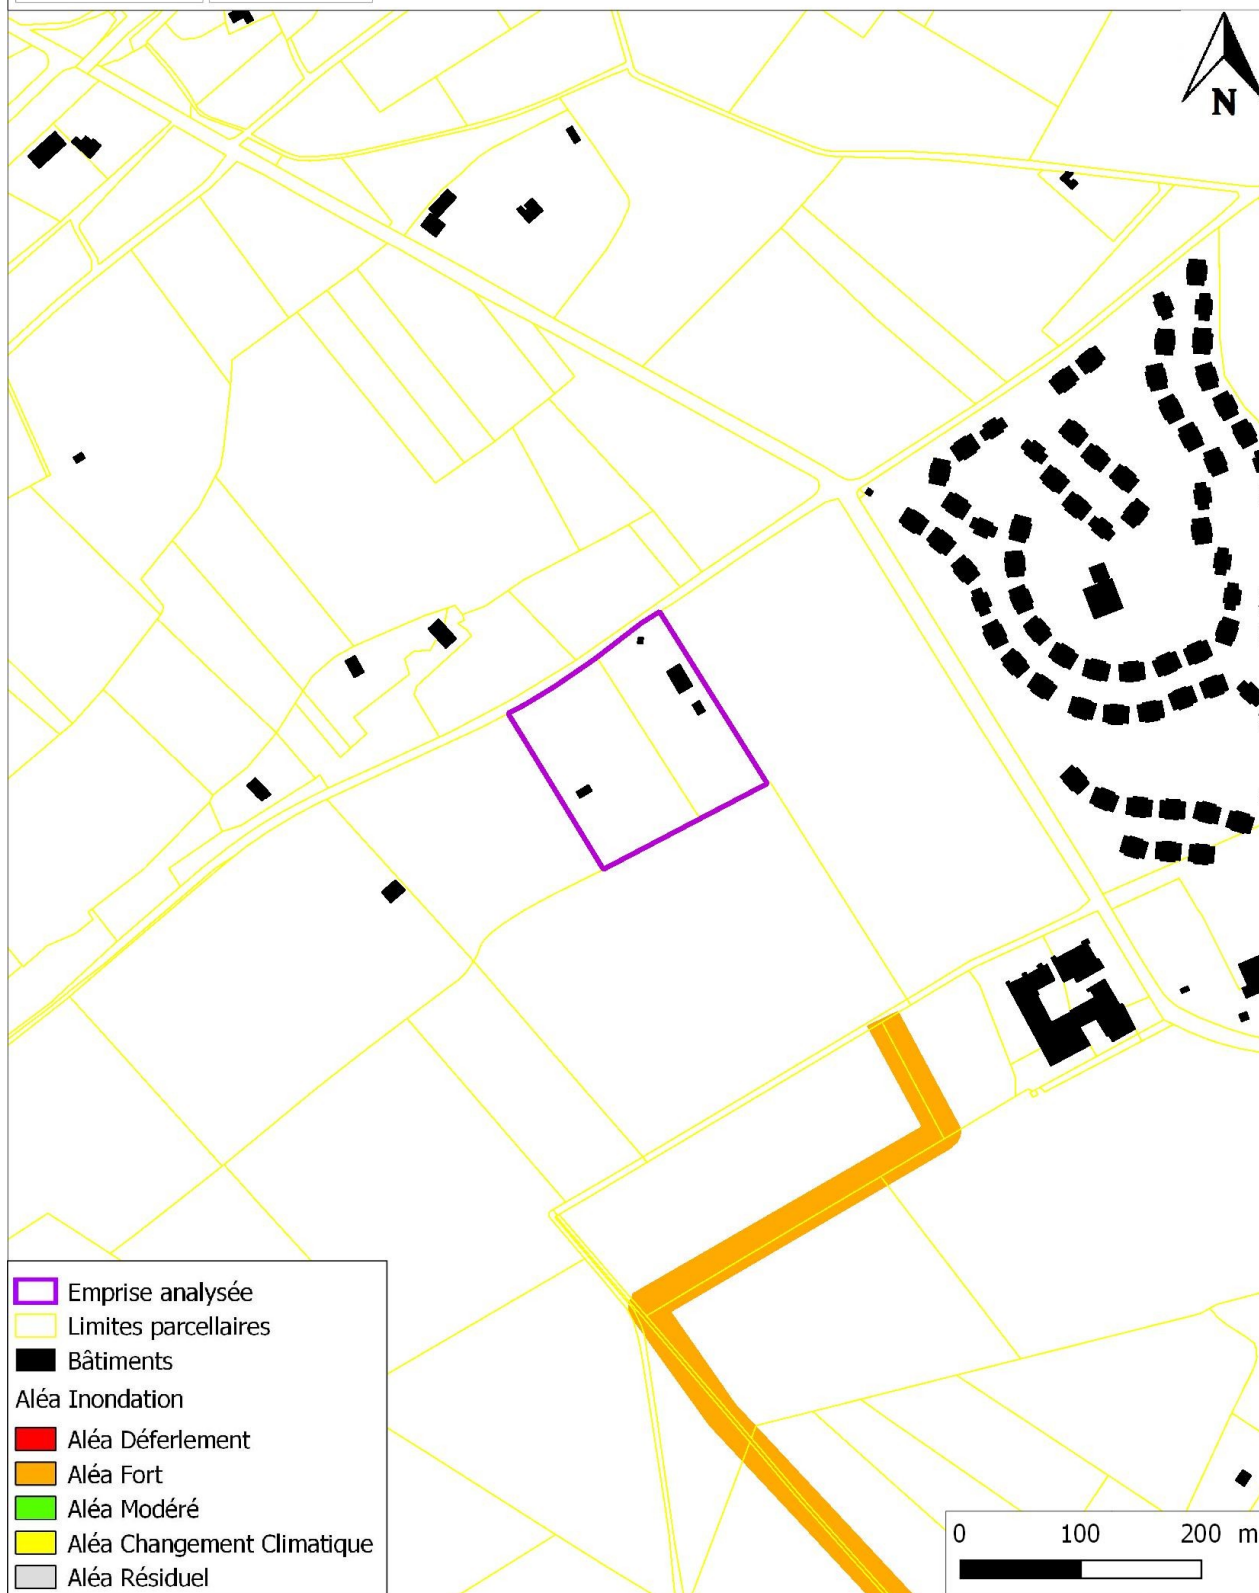 N
Emprise analysée
Limites parcellaires
Bâtiments
Aléa Inondation
Aléa Déferlement
Aléa Fort
Aléa Modéré
Aléa Changement Climatique
Aléa Résiduel
0 100 200 m